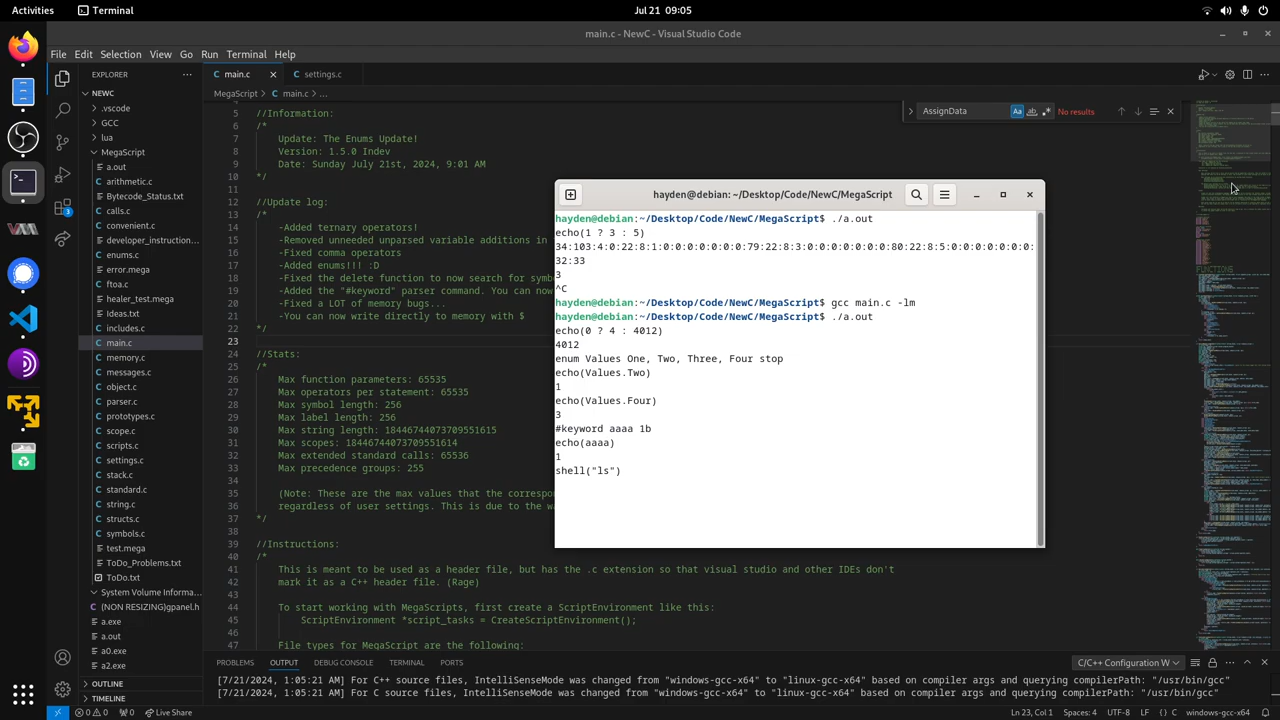 Activities
Terminal
Jul 21 09:05
main.c - NewC - Visual Studio Code
File Edit Selection View Go Run Terminal Help
EXPLORER
NEWC
.vscode
GCC
lua
MegaScript
a.out
C arithmetic.c
Bytecode_Status.txt
C calls.c
C convenient.c
developer_instruction...
C enums.c
error.mega
C ftoa.c
healer_test.mega
Ideas.txt
C includes.c
C main.c
C memory.c
C messages.c
C object.c
C parser.c
C prototypes.c
C scope.c
C scripts.c
C settings.c
C stack.c
C standard.c
C string.c
C structs.c
C symbols.c
test.mega
ToDo_Problems.txt
ToDo.txt
System Volume Informa...
(NON RESIZING)gpanel.h
a.exe
a.out
a0.exe
a2.exe
OUTLINE
TIMELINE
C main.c
C settings.c
MegaScript > C main.c > ...
AssignData
Aa
ab
No results
4
5 //Information:
6 /*
7 Update: The Enums Update!
8 Version: 1.5.0 Indev
9 Date: Sunday July 21st, 2024, 9:01 AM
10 */
11
12 //Update log:
13 /*
14 -Added ternary operators!
15 -Removed unneeded unparsed variable additions in
16 -Fixed comma operators
17 -Added enums!!! :D
18 -Fixed the delete function to now search for symb
19 -Added the "#keyword" parser command. You can now
20 -Fixed a LOT of memory bugs...
21 -You can now write directly to memory with $.
22 */
23
24 //Stats:
25 /*
26 Max function parameters: 65535
27 Max operators per statement: 65535
28 Max symbol length: 256
29 Max label length: 256
30 Max string length: 18446744073709551615
31 Max scopes: 18446744073709551614
32 Max extended standard calls: 65536
33 Max precedence groups: 255
34
35 (Note: These are the max values that the correspon
36 regardless of user settings. This is due to the w
37 */
38
39 //Instructions:
40 /*
41 This is meant to be used as a header file. It has the .c extension so that visual studio and other IDEs don't
42 mark it as a C++ header file. (Rage)
43
44 To start working with MegaScripts, first create a ScriptEnvironment like this:
45 ScriptEnvironment *script_tasks = CreateScriptEnvironment();
46
47 File types for MegaScript are the following:
FUNCTIONS
hayden@debian: ~/Desktop/Code/NewC/MegaScript
hayden@debian:~/Desktop/Code/NewC/MegaScript$ ./a.out
echo(1 ? 3 : 5)
34:103:4:0:22:8:1:0:0:0:0:0:0:0:79:22:8:3:0:0:0:0:0:0:0:80:22:8:5:0:0:0:0:0:0:0:
32:33
3
^C
hayden@debian:~/Desktop/Code/NewC/MegaScript$ gcc main.c -lm
hayden@debian:~/Desktop/Code/NewC/MegaScript$ ./a.out
echo(0 ? 4 : 4012)
4012
enum Values One, Two, Three, Four stop
echo(Values.Two)
1
echo(Values.Four)
3
#keyword aaaa 1b
echo(aaaa)
1
shell("ls")
PROBLEMS OUTPUT DEBUG CONSOLE TERMINAL PORTS
C/C++ Configuration W
[7/21/2024, 1:05:21 AM] For C++ source files, IntelliSenseMode was changed from "windows-gcc-x64" to "linux-gcc-x64" based on compiler args and querying compilerPath: "/usr/bin/gcc"
[7/21/2024, 1:05:21 AM] For C source files, IntelliSenseMode was changed from "windows-gcc-x64" to "linux-gcc-x64" based on compiler args and querying compilerPath: "/usr/bin/gcc"
0 0 0 Live Share
Ln 23, Col 1 Spaces: 4 UTF-8 LF {} C windows-gcc-x64